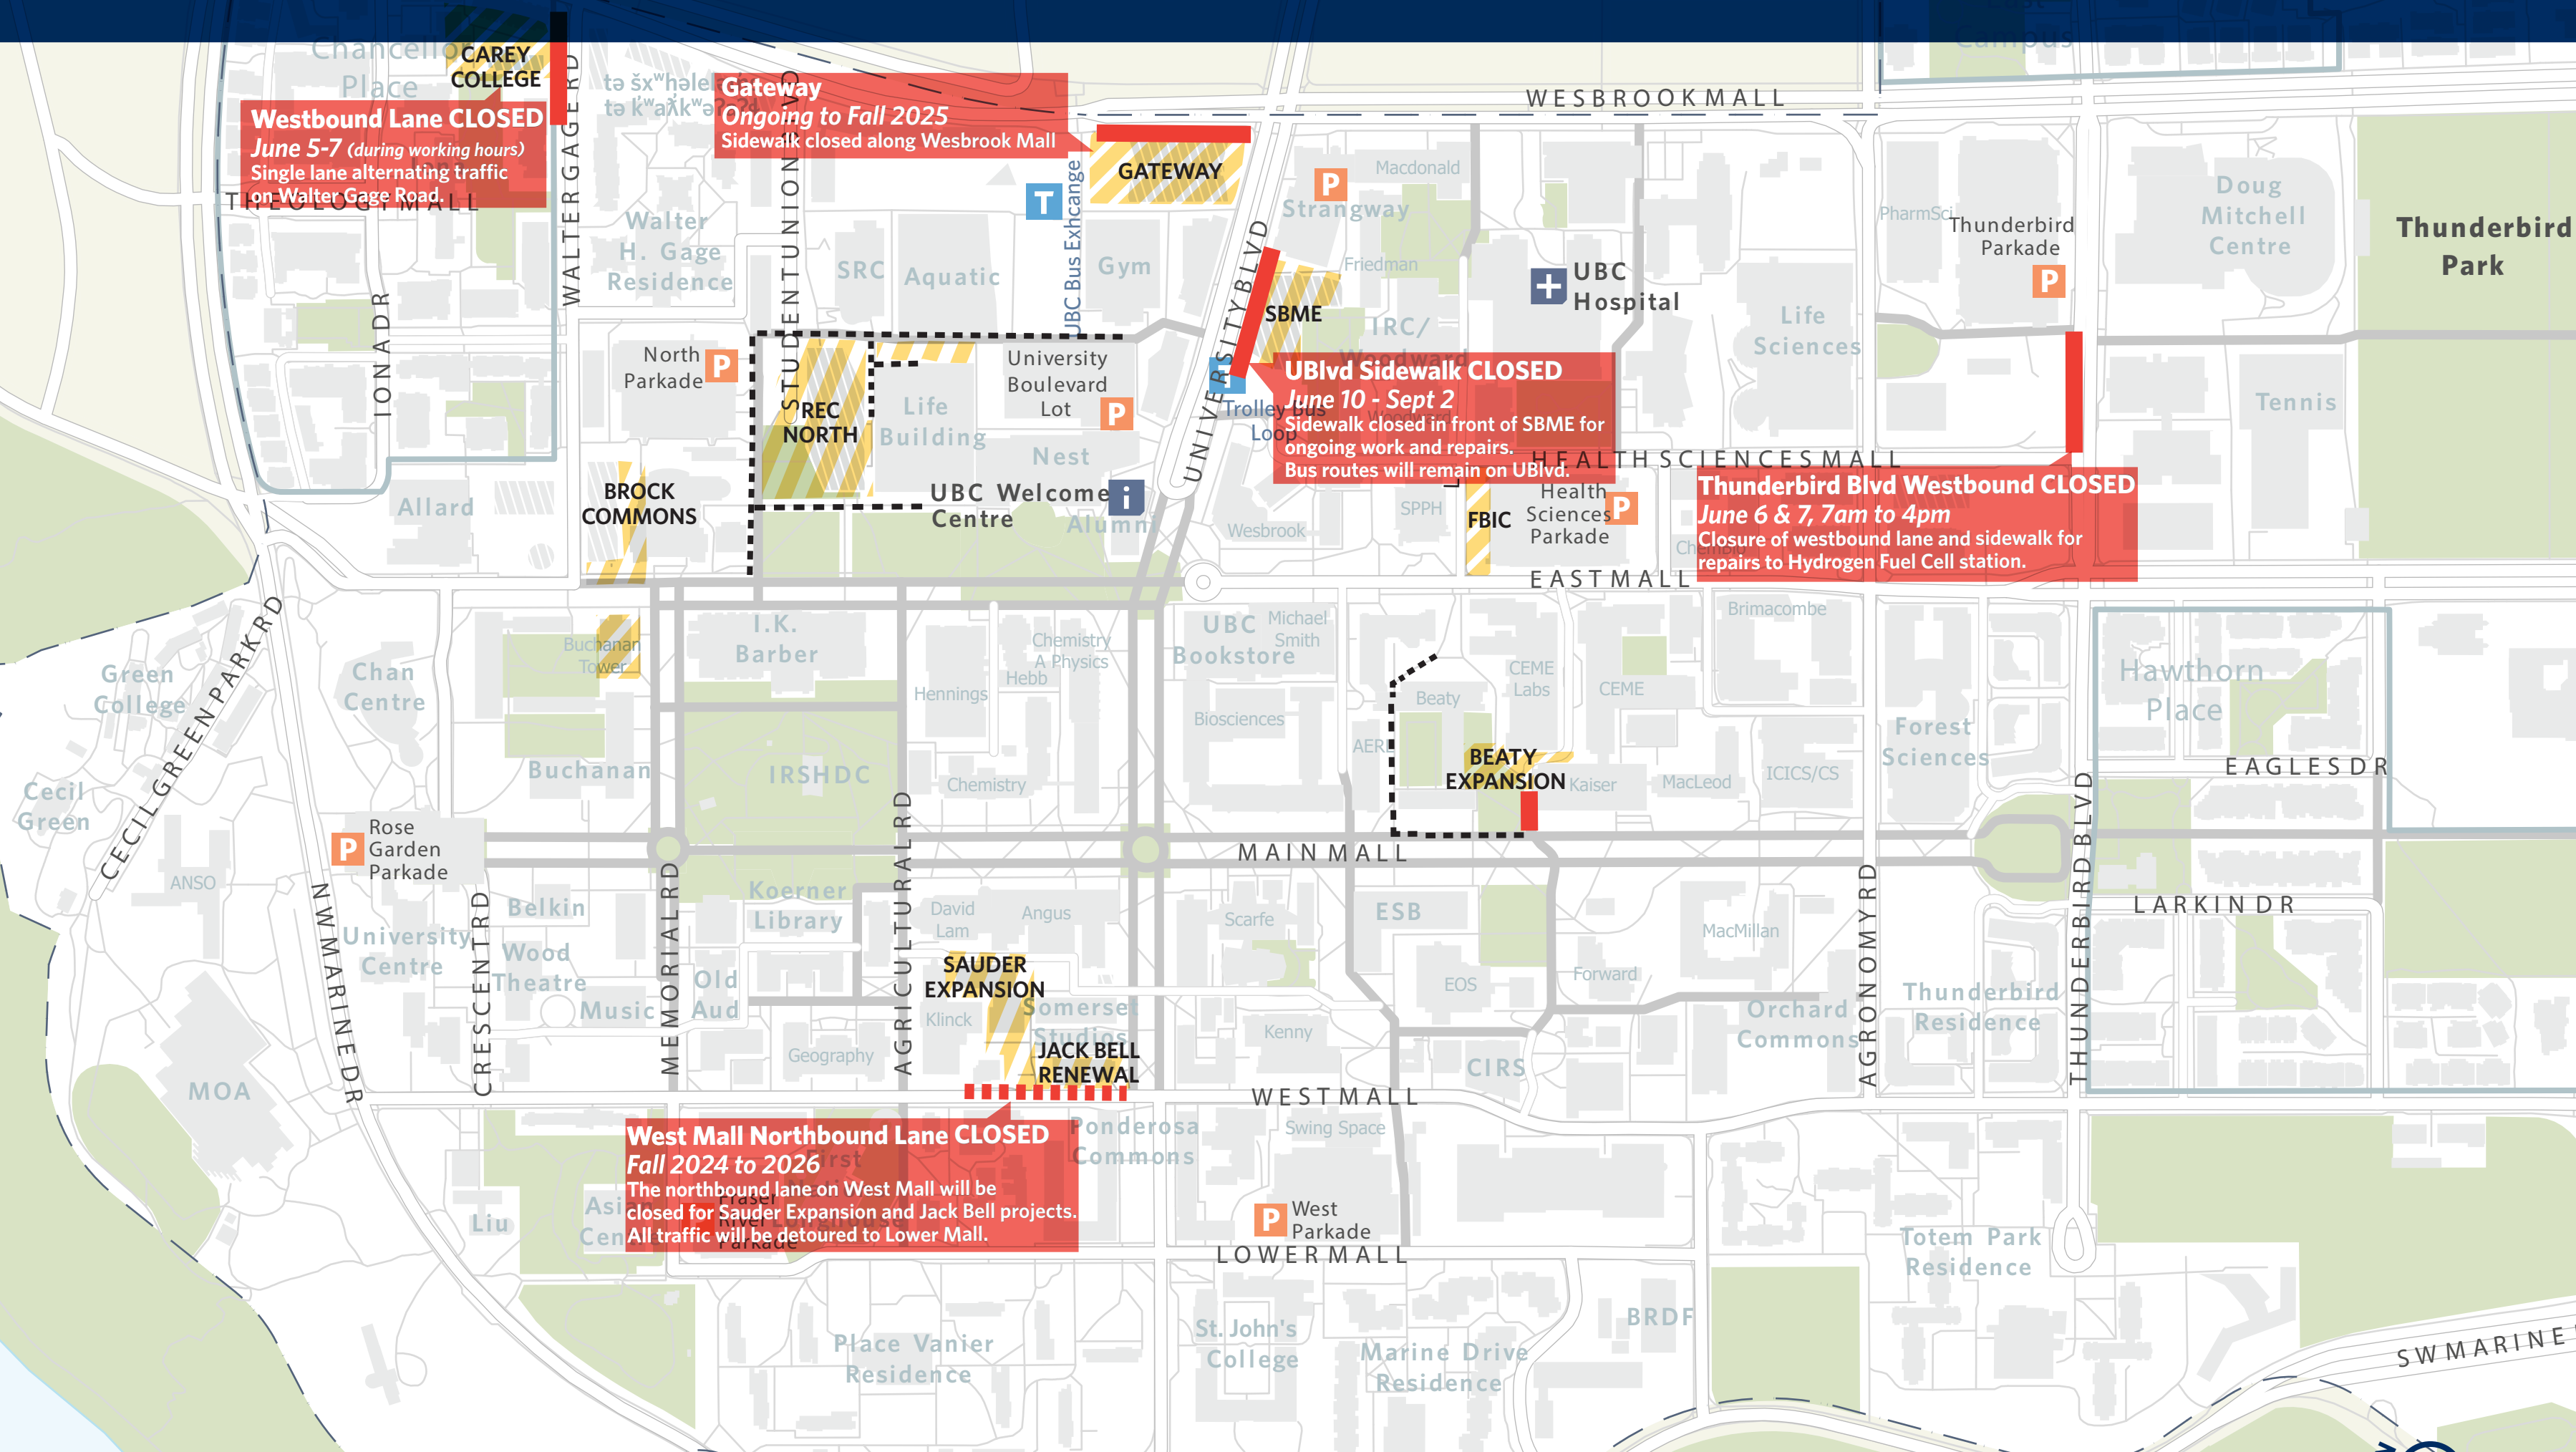 Chancellor
Place
CAREY
COLLEGE
Campus
WESBROOK MALL
WALTER GAGE RD
Westbound Lane CLOSED
June 5-7 (during working hours)
Single lane alternating traffic
on Walter Gage Road.
THEOLOGY MALL
Gateway
Ongoing to Fall 2025
Sidewalk closed along Wesbrook Mall
GATEWAY
T
UBC Bus Exhcange
STUDENT UNION BLVD
Walter
H. Gage
Residence
SRC
Aquatic
Gym
UNIVERSITY BLVD
P
Strangway
Macdonald
Friedman
SBME
IRC/
Woodward
UBC
Hospital
Life
Sciences
PharmSci
Thunderbird
Parkade
P
Doug
Mitchell
Centre
Thunderbird
Park
Tennis
IONA DR
North
Parkade
P
REC
NORTH
Life
Building
University
Boulevard
Lot
P
Nest
UBC Welcome
Centre
i
Alumni
Trolley Bus
Loop
UBlvd Sidewalk CLOSED
June 10 - Sept 2
Sidewalk closed in front of SBME for
ongoing work and repairs.
Bus routes will remain on UBlvd.
Woodward
HEALTH SCIENCES MALL
Allard
BROCK
COMMONS
Wesbrook
SPPH
FBIC
Health
Sciences
Parkade
P
ChemBio
Thunderbird Blvd Westbound CLOSED
June 6 & 7, 7am to 4pm
Closure of westbound lane and sidewalk for
repairs to Hydrogen Fuel Cell station.
EAST MALL
CECIL GREEN PARK RD
Green
College
Cecil
Green
Chan
Centre
Buchanan
Tower
Buchanan
I.K.
Barber
IRSHDC
Hennings
Hebb
Chemistry
A Physics
Chemistry
UBC
Bookstore
Michael
Smith
Biosciences
AERL
Beaty
BEATY
EXPANSION
CEME
Labs
CEME
Kaiser
MacLeod
ICICS/CS
Brimacombe
Forest
Sciences
Hawthorn
Place
EAGLES DR
ANSO
P
Rose
Garden
Parkade
MAIN MALL
NW MARINE DR
University
Centre
CRESCENT RD
Belkin
Wood
Theatre
Music
MEMORIAL RD
Koerner
Library
Old
Aud
Geography
AGRICULTURAL RD
David
Lam
Angus
SAUDER
EXPANSION
Klinck
Somerset
Studios
JACK BELL
RENEWAL
Scarfe
Kenny
ESB
EOS
CIRS
Forward
MacMillan
Orchard
Commons
AGRONOMY RD
Thunderbird
Residence
THUNDERBIRD BLVD
LARKIN DR
MOA
WEST MALL
West Mall Northbound Lane CLOSED
Fall 2024 to 2026
The northbound lane on West Mall will be
closed for Sauder Expansion and Jack Bell projects.
All traffic will be detoured to Lower Mall.
First
Longhouse
Fraser
River
Parkade
Ponderosa
Commons
Swing Space
Liu
Asian
P
West
Parkade
LOWER MALL
Totem Park
Residence
BRDF
Place Vanier
Residence
St. John's
College
Marine Drive
Residence
SW MARINE